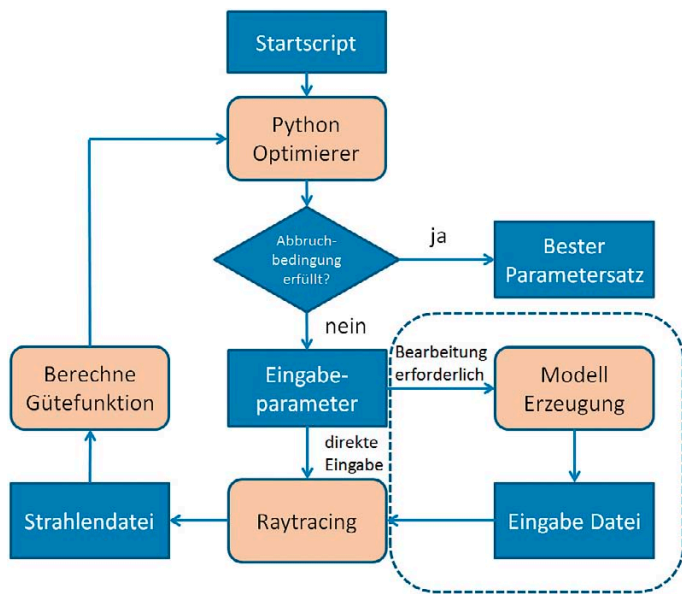 Startscript
Python
Optimierer
Abbruch-
bedingung
erfüllt?
ja
Bester
Parametersatz
nein
Berechne
Gütefunktion
Eingabe-
parameter
Bearbeitung
erforderlich
Modell
Erzeugung
direkte
Eingabe
Strahlendatei
Raytracing
Eingabe Datei